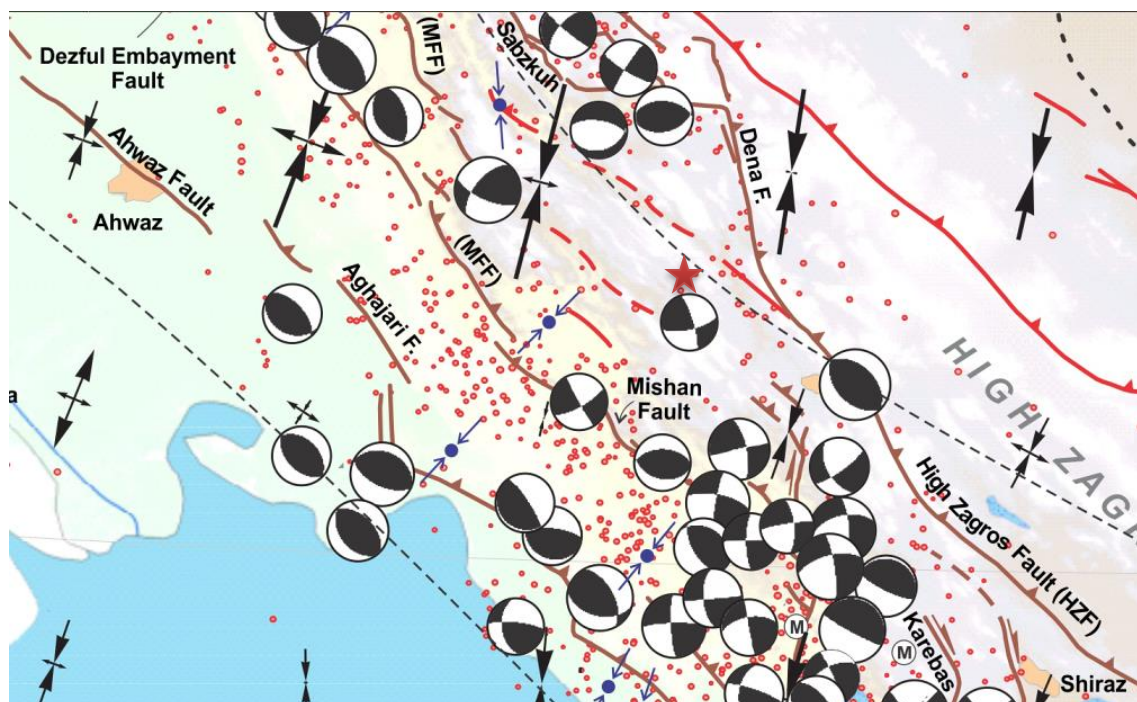 (MFF)
Sabzkuh
Dezful Embayment
Fault
Ahwaz Fault
Dena F.
Ahwaz
(MFF)
Aghajari F.
HIGH ZAGR
a
Mishan
Fault
High Zagros Fault (HZF)
M
Karebas
M
Shiraz